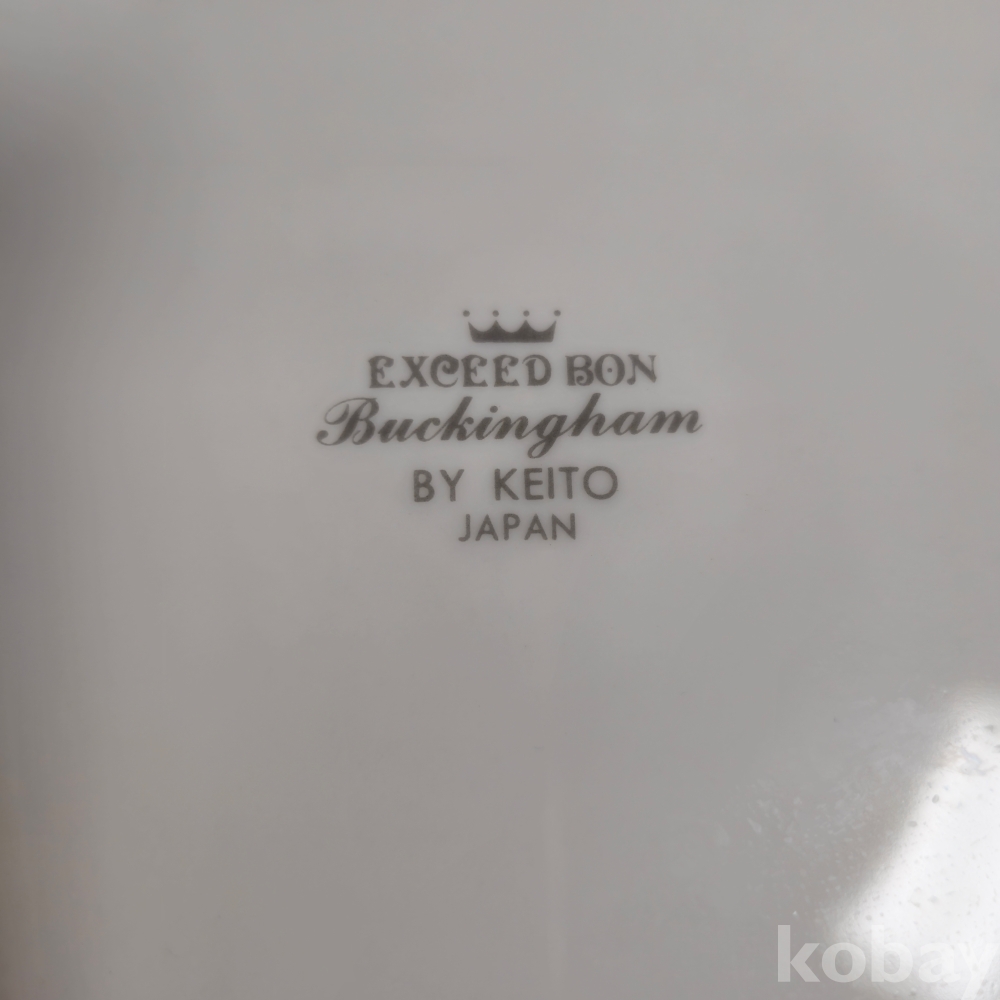 EXCEED BON
Buckingham
BY KEITO
JAPAN
kobay